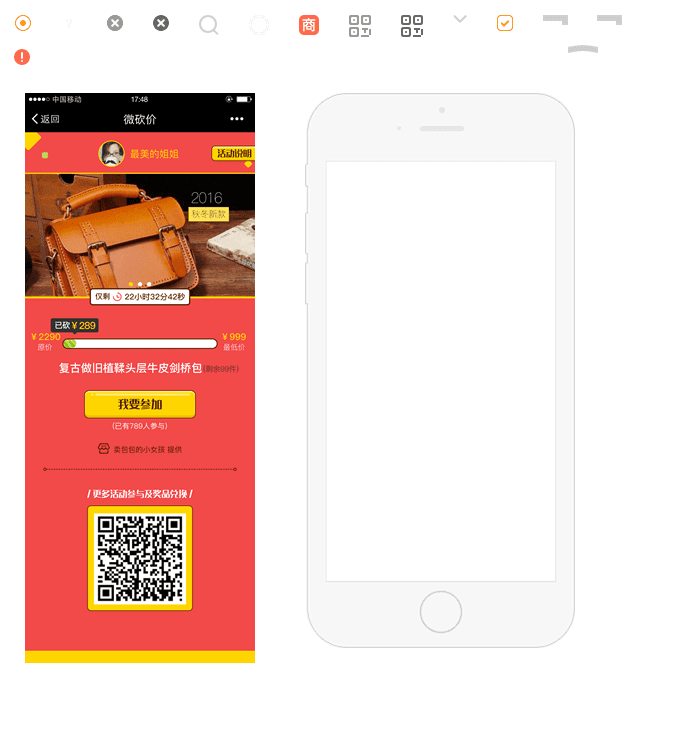 商
中国移动 17:48
返回 微砍价
最美的姐姐 活动说明
2016
秋冬新款
仅剩 22小时32分42秒
已砍 ¥ 289
¥ 2290 ¥ 999
原价 最低价
复古做旧植鞣头层牛皮剑桥包(剩余99件)
我要参加
(已有789人参与)
卖包包的小女孩 提供
/ 更多活动参与及奖品兑换 /